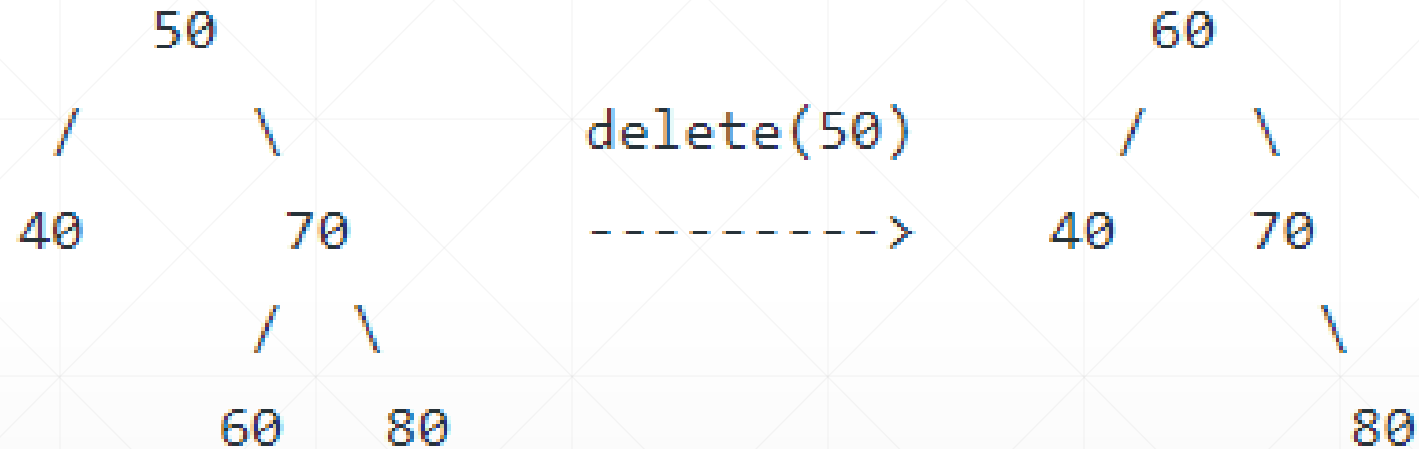 50 60
/ \ delete(50) / \
40 70 ---------> 40 70
/ \ \
60 80 80